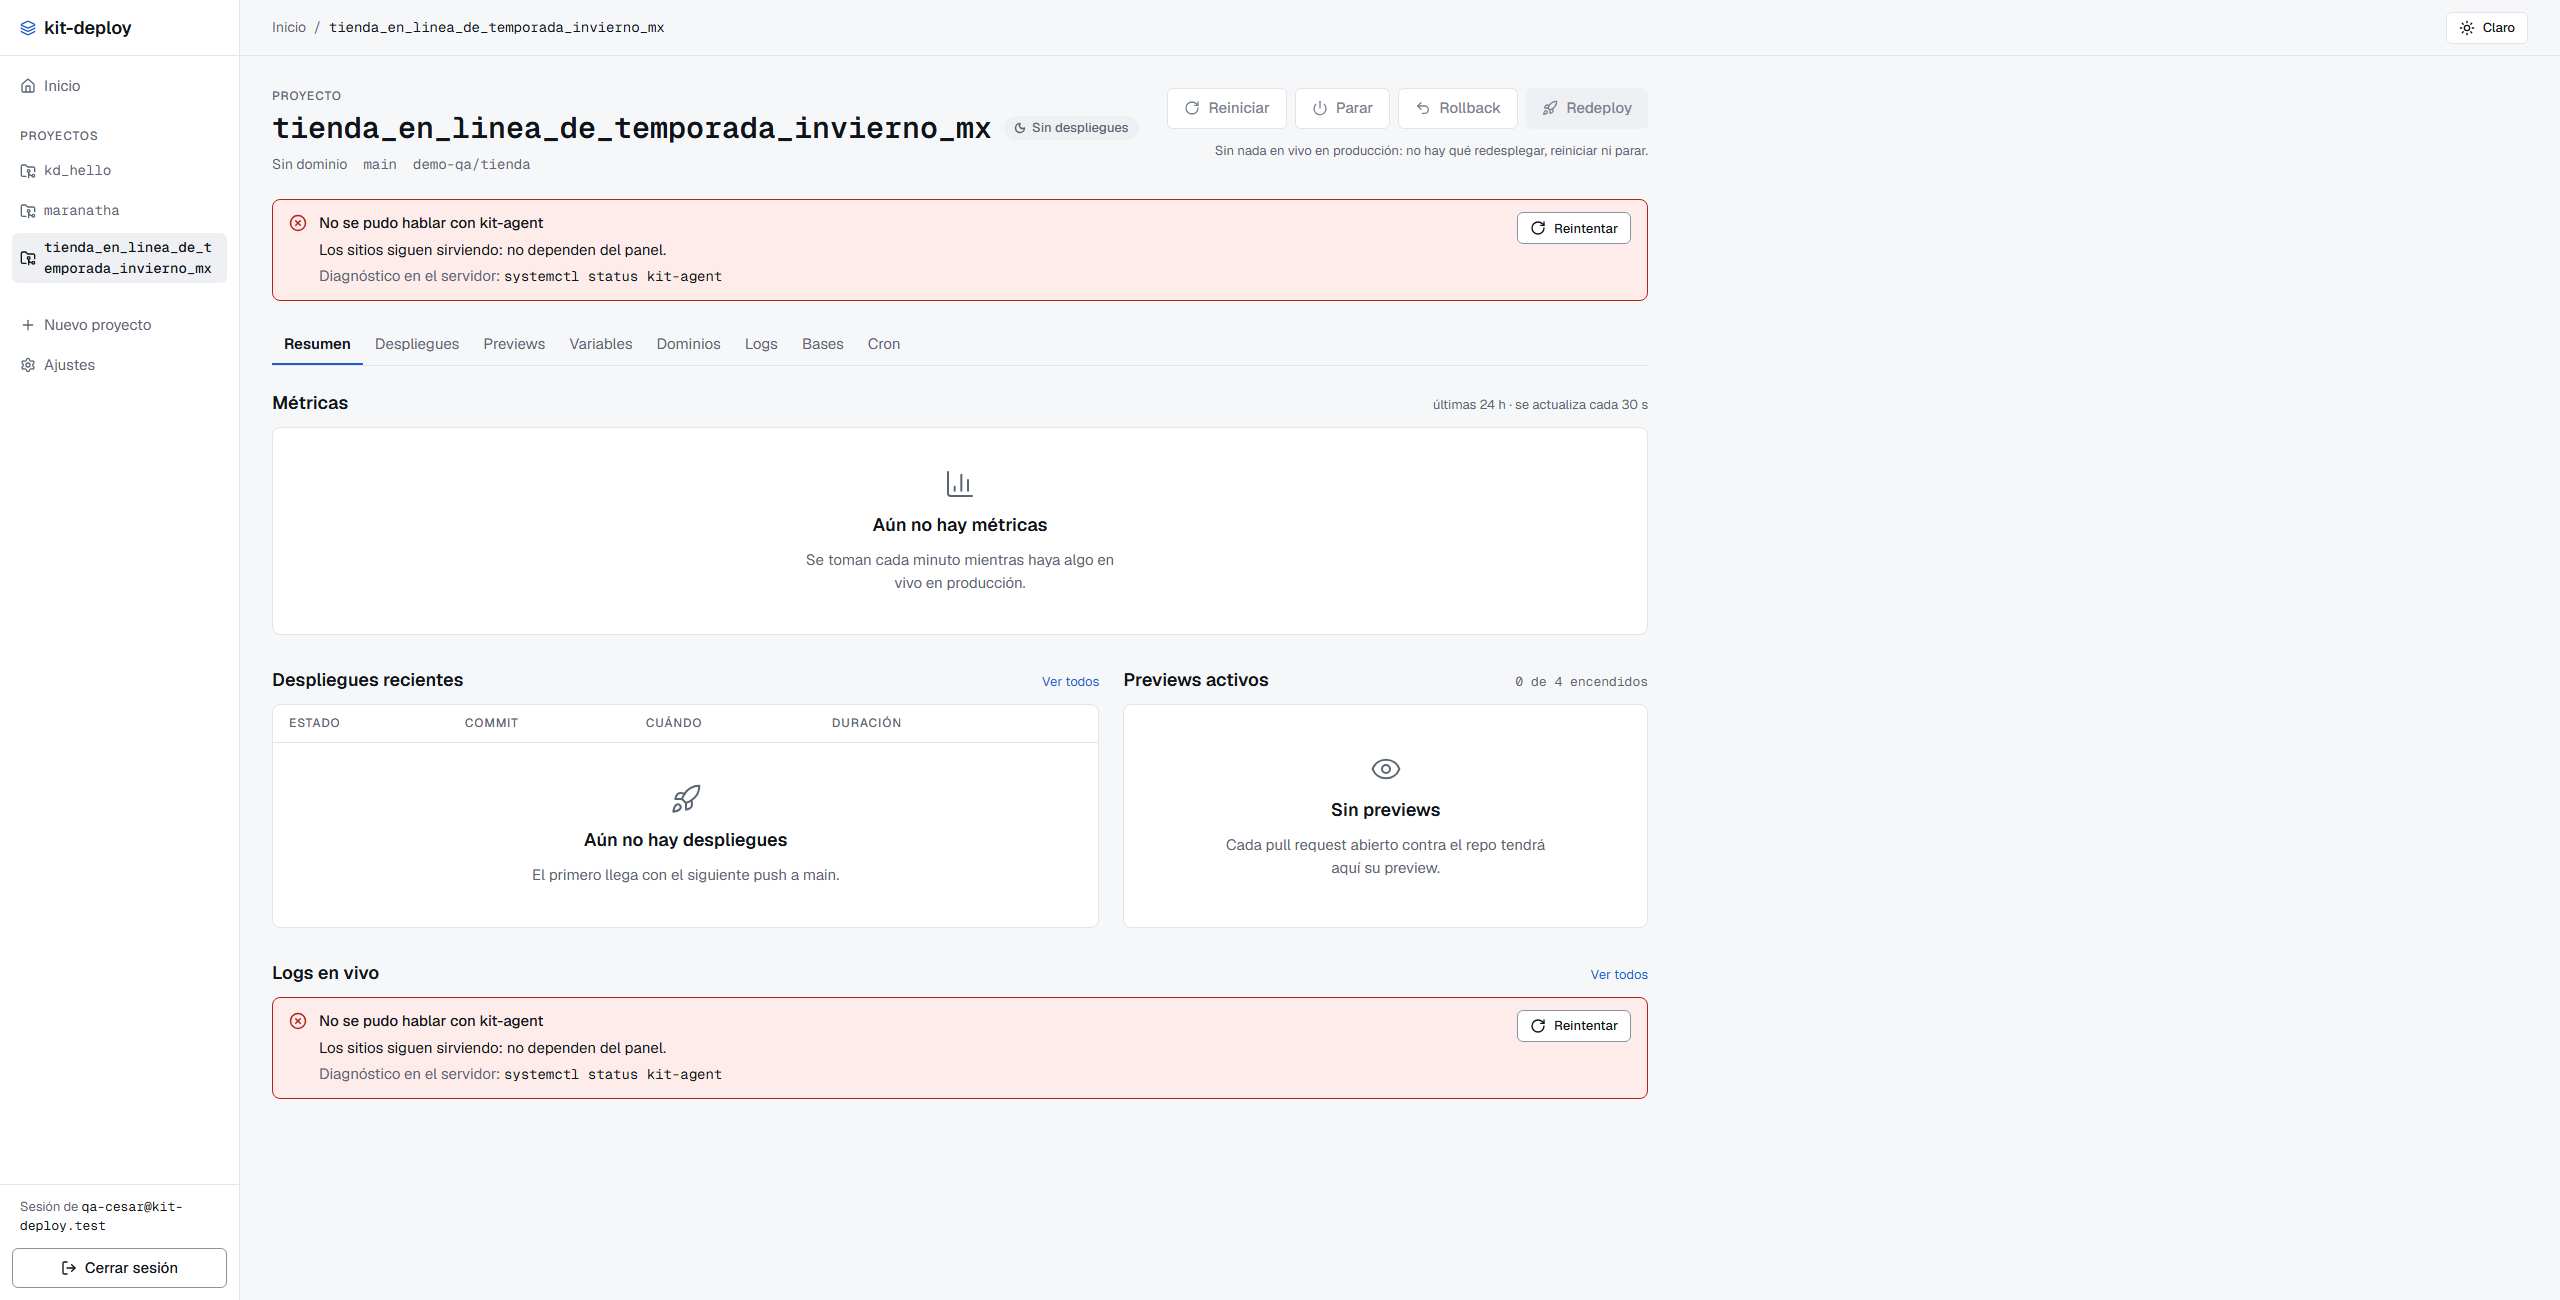 kit-deploy
Inicio
PROYECTOS
kd_hello
maranatha
tienda_en_linea_de_t
emporada_invierno_mx
Nuevo proyecto
Ajustes
Sesión de qa-cesar@kit-
deploy.test
Cerrar sesión
Inicio / tienda_en_linea_de_temporada_invierno_mx
Claro
PROYECTO
tienda_en_linea_de_temporada_invierno_mx
Sin despliegues
Sin dominio main demo-qa/tienda
Reiniciar
Parar
Rollback
Redeploy
Sin nada en vivo en producción: no hay qué redesplegar, reiniciar ni parar.
No se pudo hablar con kit-agent
Los sitios siguen sirviendo: no dependen del panel.
Diagnóstico en el servidor: systemctl status kit-agent
Reintentar
Resumen Despliegues Previews Variables Dominios Logs Bases Cron
Métricas
últimas 24 h · se actualiza cada 30 s
Aún no hay métricas
Se toman cada minuto mientras haya algo en
vivo en producción.
Despliegues recientes
Ver todos
ESTADO COMMIT CUÁNDO DURACIÓN
Aún no hay despliegues
El primero llega con el siguiente push a main.
Previews activos
0 de 4 encendidos
Sin previews
Cada pull request abierto contra el repo tendrá
aquí su preview.
Logs en vivo
Ver todos
No se pudo hablar con kit-agent
Los sitios siguen sirviendo: no dependen del panel.
Diagnóstico en el servidor: systemctl status kit-agent
Reintentar